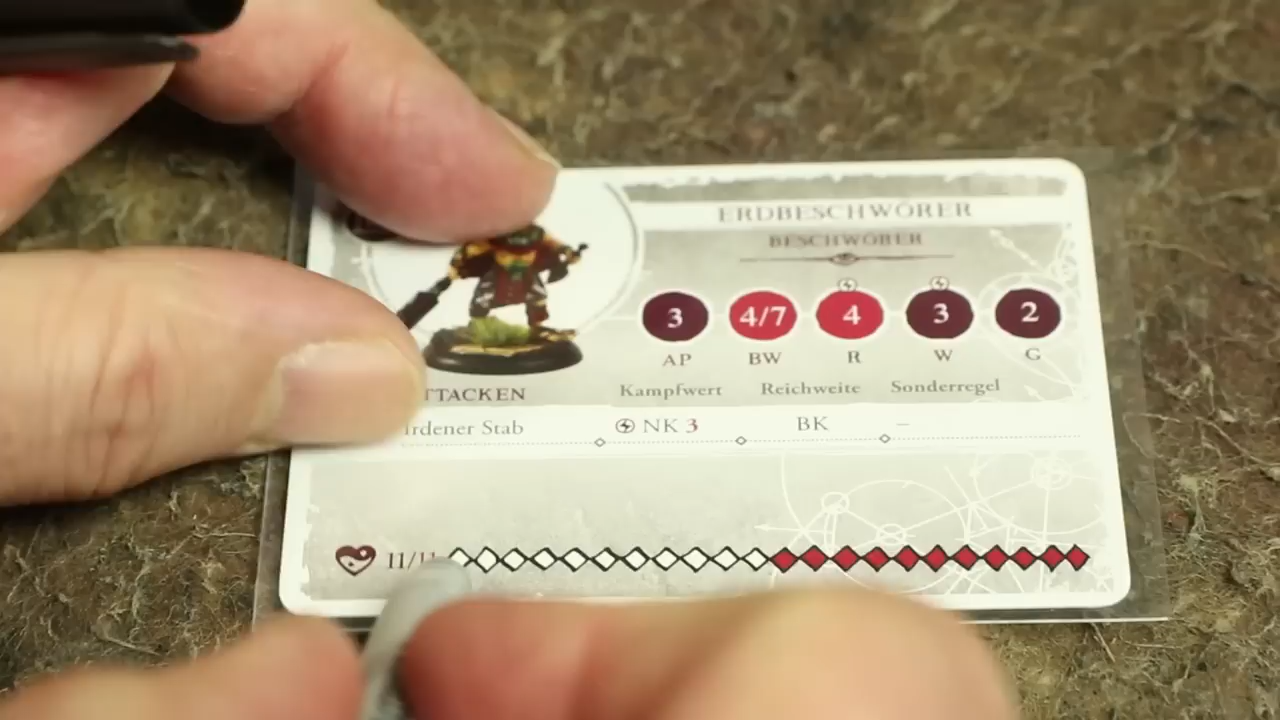 ERDBESCHWÖRER
BESCHWÖRER
3 4/7 4 3 2
AP BW R W G
TTACKEN Kampfwert Reichweite Sonderregel
rdener Stab NK 3 BK –
11/11